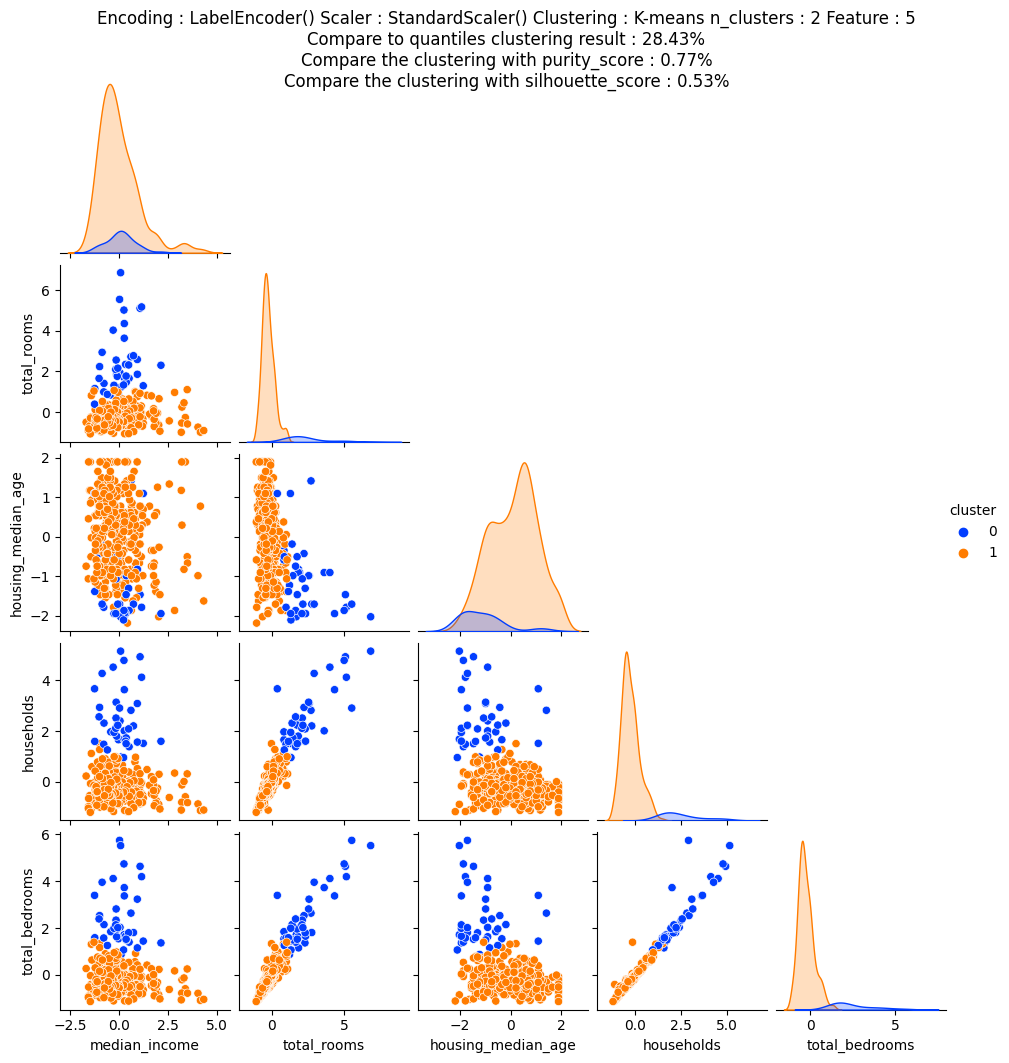 Encoding : LabelEncoder() Scaler : StandardScaler() Clustering : K-means n_clusters : 2 Feature : 5
Compare to quantiles clustering result : 28.43%
Compare the clustering with purity_score : 0.77%
Compare the clustering with silhouette_score : 0.53%
total_rooms
6
4
2
0
housing_median_age
2
1
0
−1
−2
cluster
0
1
households
4
2
0
total_bedrooms
6
4
2
0
−2.5 0.0 2.5 5.0
0 5
−2 0 2
0.0 2.5 5.0
0 5
median_income
total_rooms
housing_median_age
households
total_bedrooms